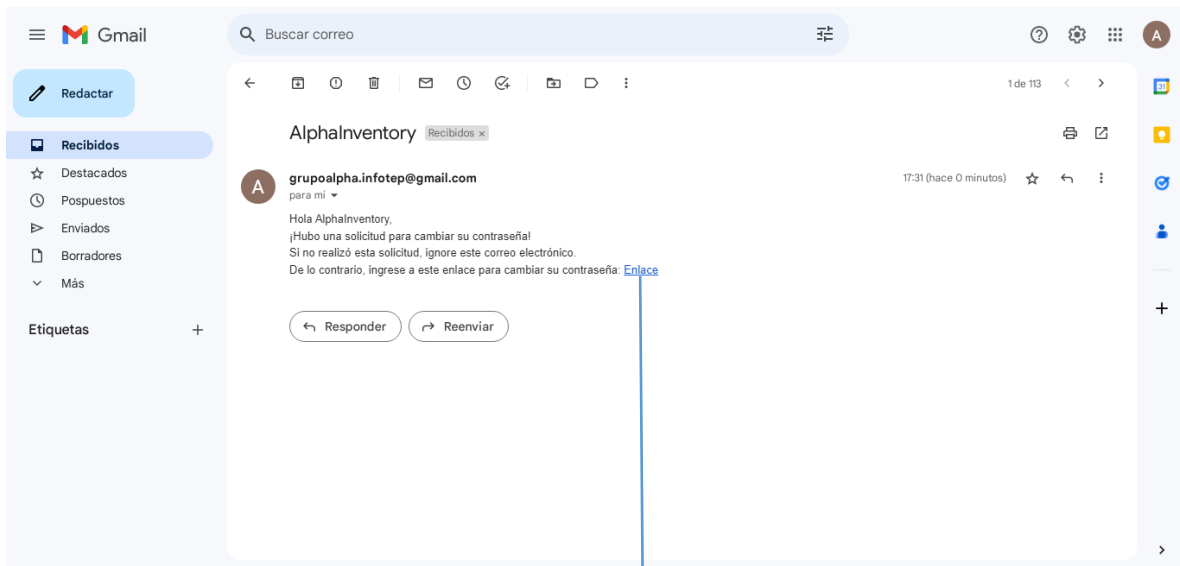 Gmail
Buscar correo
A
Redactar
1 de 113
31
Recibidos
Destacados
Pospuestos
Enviados
Borradores
Más
Etiquetas
AlphaInventory Recibidos ×
A
grupoalpha.infotep@gmail.com
17:31 (hace 0 minutos)
para mí
Hola AlphaInventory,
¡Hubo una solicitud para cambiar su contraseña!
Si no realizó esta solicitud, ignore este correo electrónico.
De lo contrario, ingrese a este enlace para cambiar su contraseña: Enlace
Responder
Reenviar